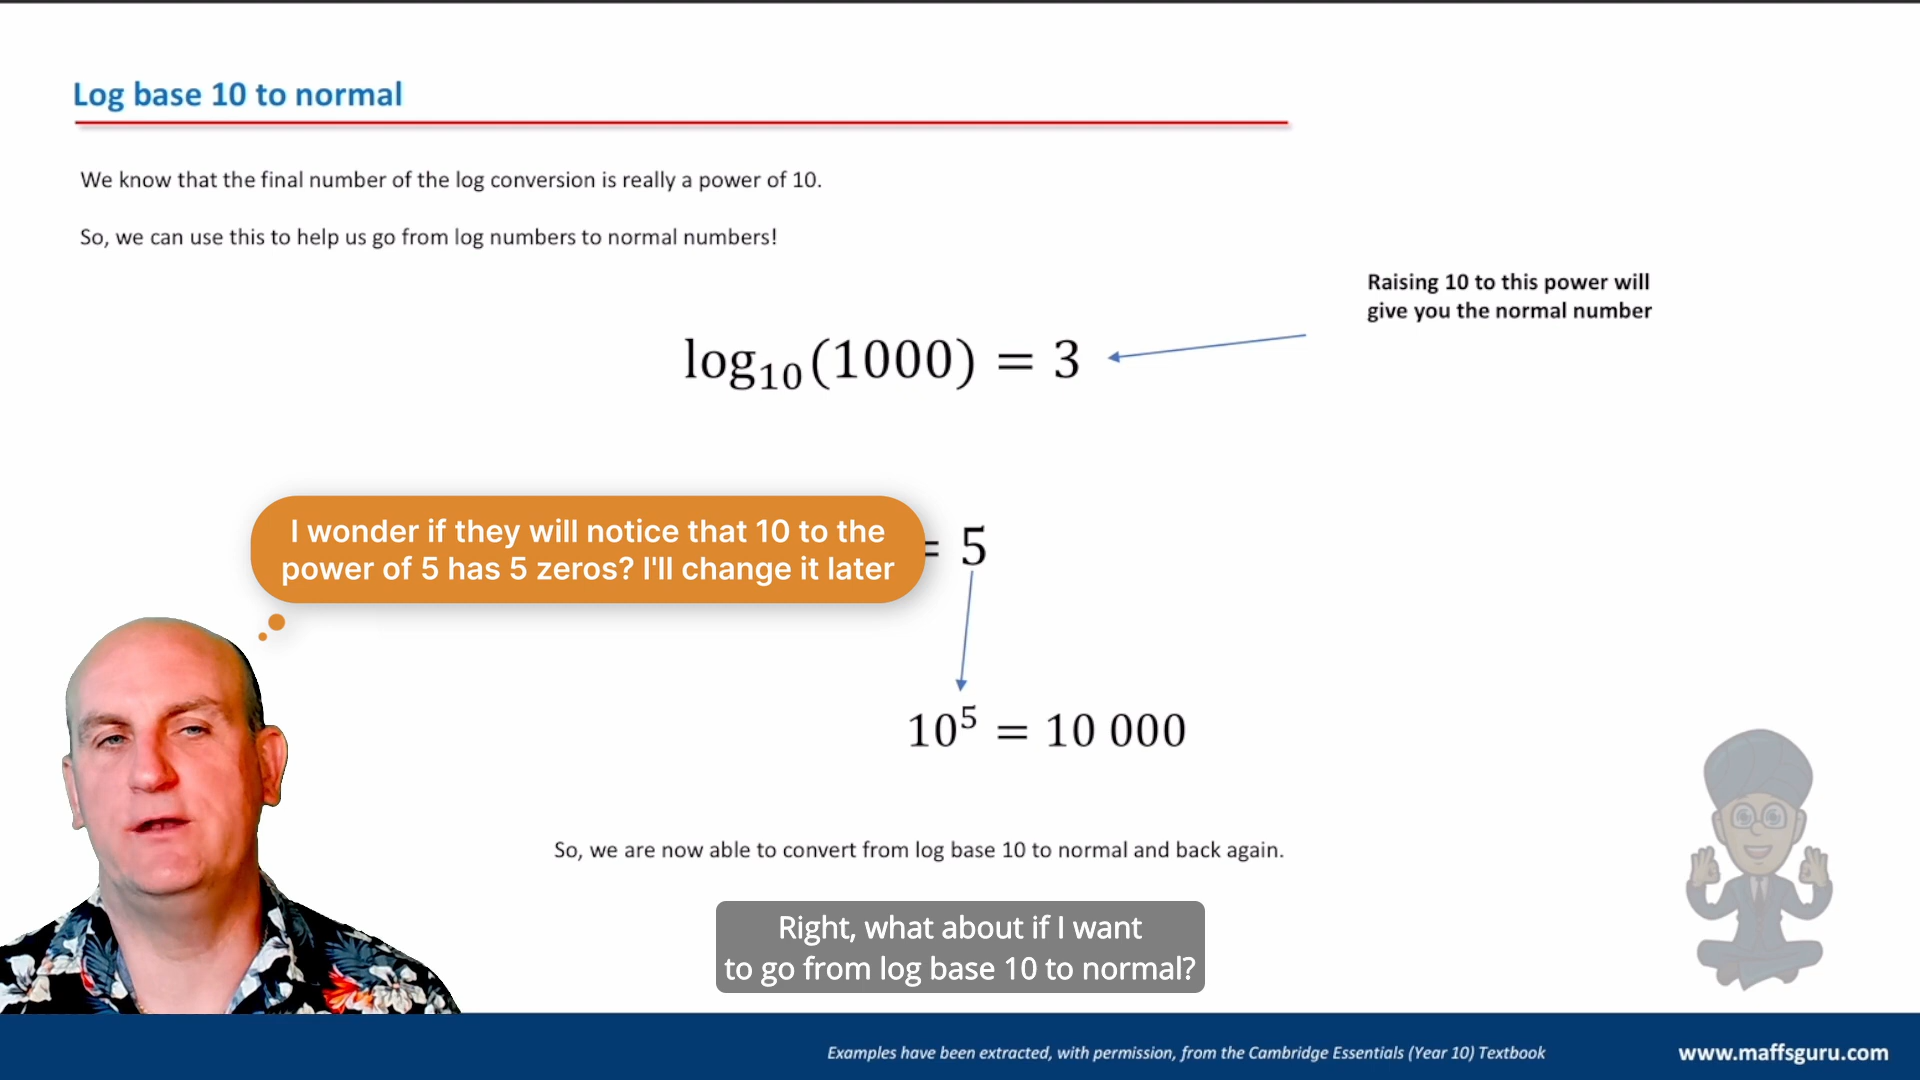 Log base 10 to normal
We know that the final number of the log conversion is really a power of 10.
So, we can use this to help us go from log numbers to normal numbers!
Raising 10 to this power will
give you the normal number
log₁₀(1000) = 3
I wonder if they will notice that 10 to the
power of 5 has 5 zeros? I'll change it later
= 5
10⁵ = 10 000
So, we are now able to convert from log base 10 to normal and back again.
Right, what about if I want
to go from log base 10 to normal?
Examples have been extracted, with permission, from the Cambridge Essentials (Year 10) Textbook
www.maffsguru.com